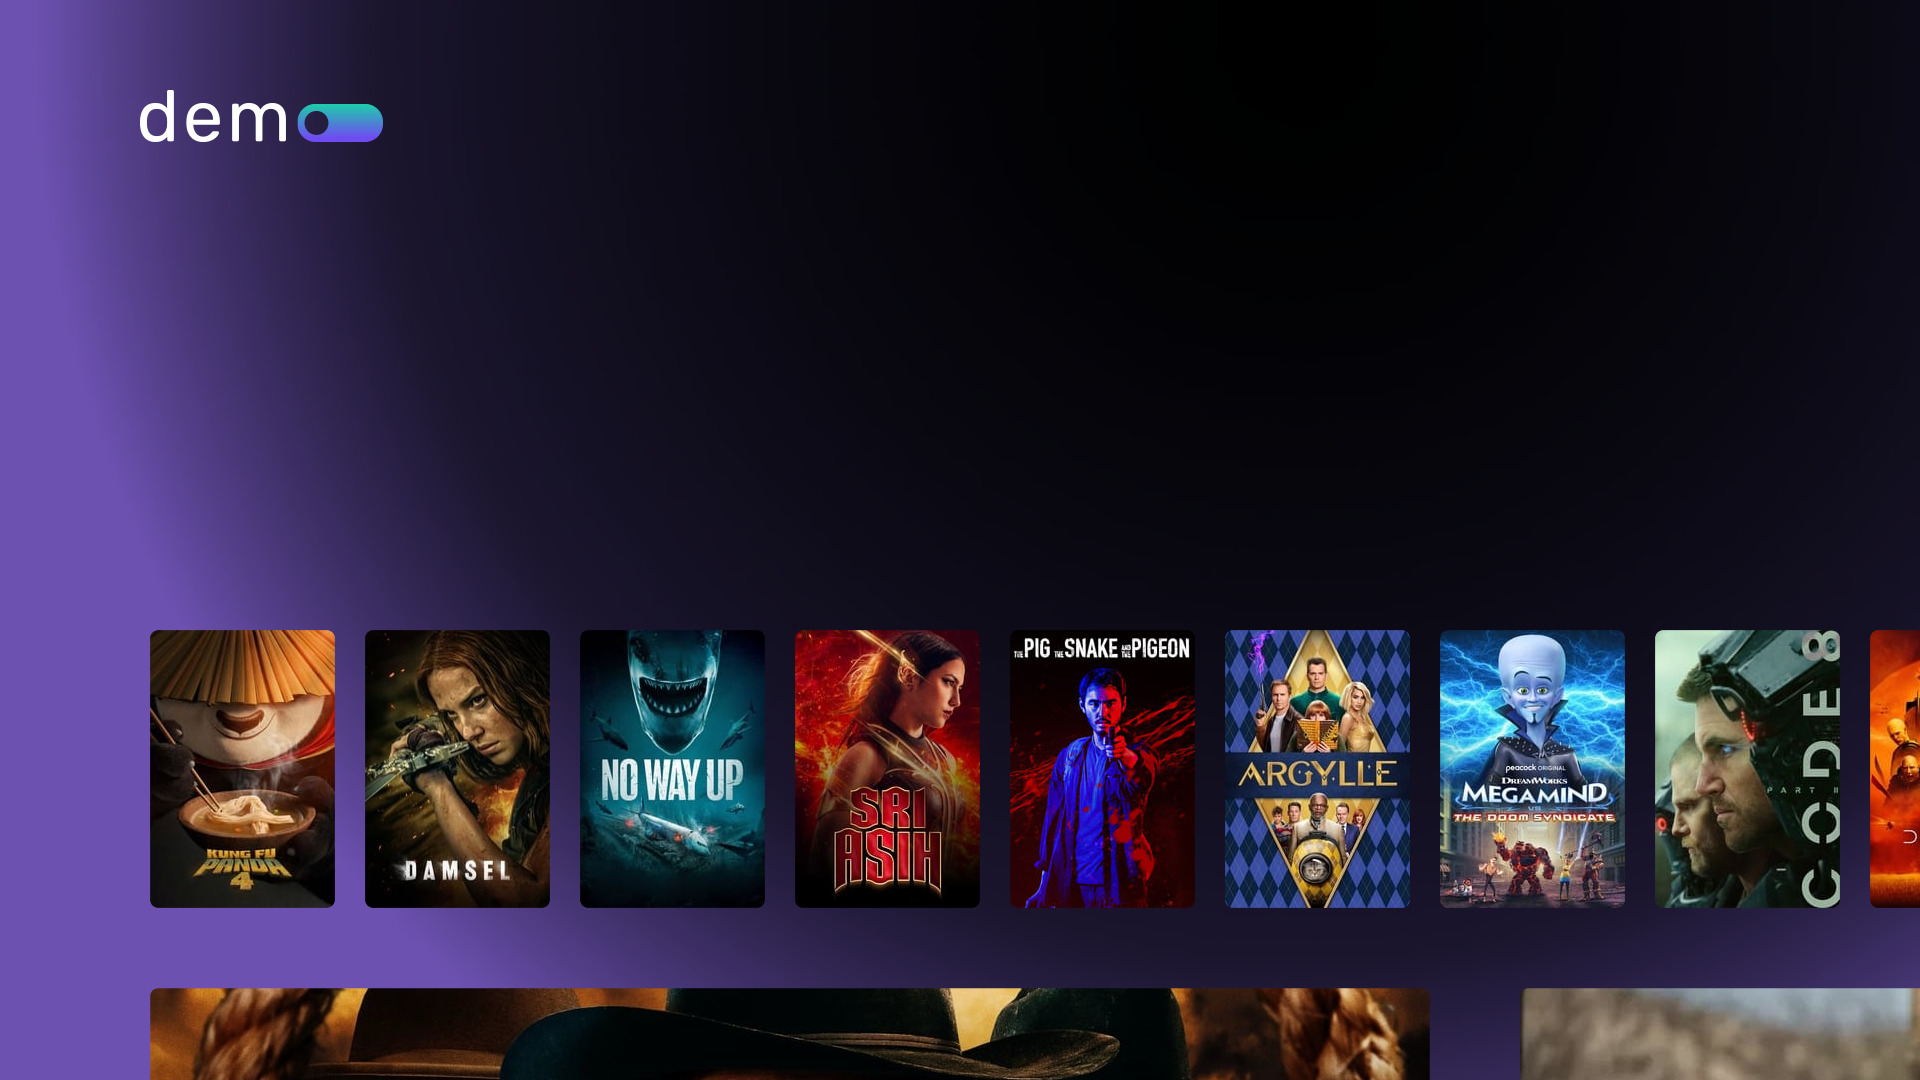 dem
KUNG FU
PANDA
4
DAMSEL
NO WAY UP
SRI
ASIH
THE PIG THE SNAKE AND THE PIGEON
ARGYLLE
peacock ORIGINAL
DREAMWORKS
MEGAMIND
VS
THE DOOM SYNDICATE
CODE 8
PART II